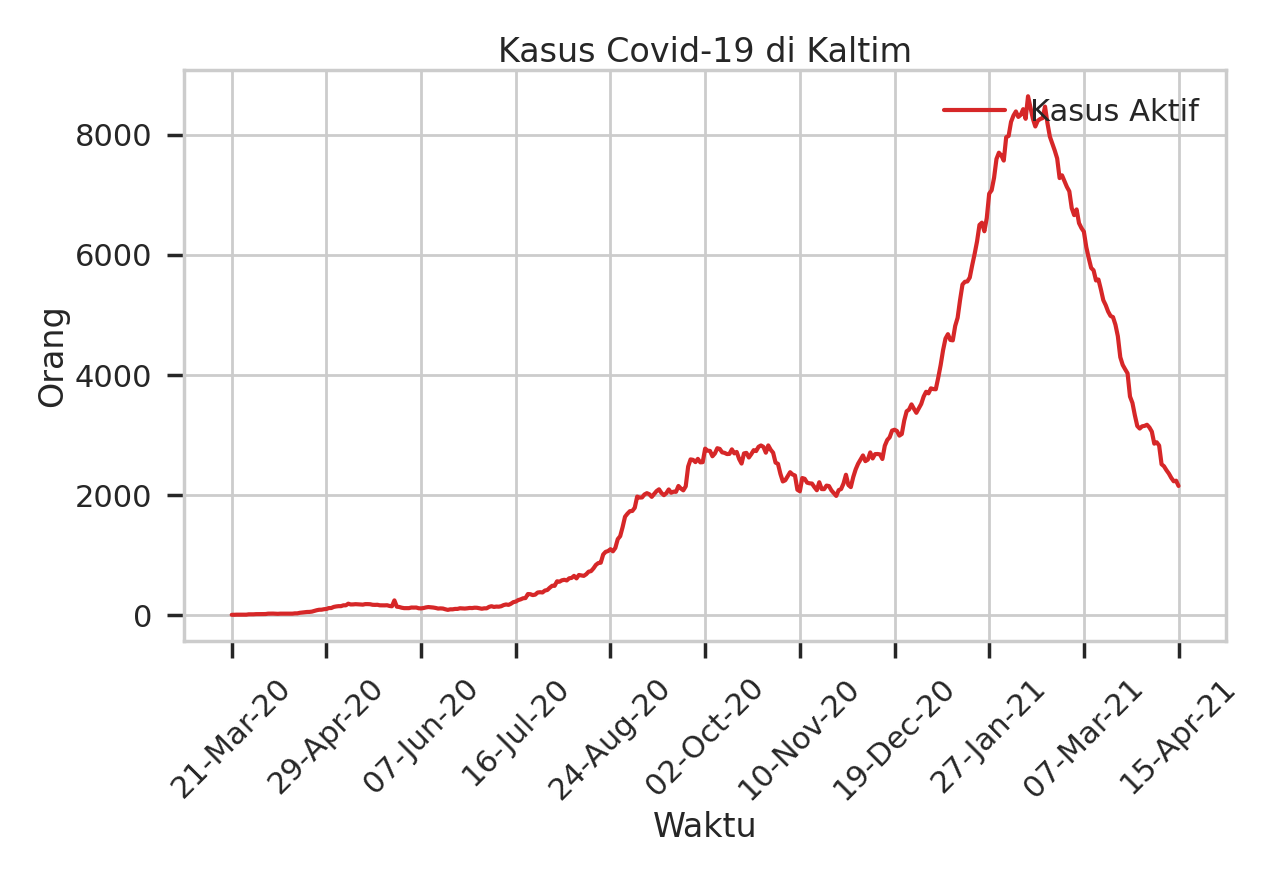 Kasus Covid-19 di Kaltim
Kasus Aktif
8000
6000
4000
2000
0
Orang
21-Mar-20
29-Apr-20
07-Jun-20
16-Jul-20
24-Aug-20
02-Oct-20
10-Nov-20
19-Dec-20
27-Jan-21
07-Mar-21
15-Apr-21
Waktu